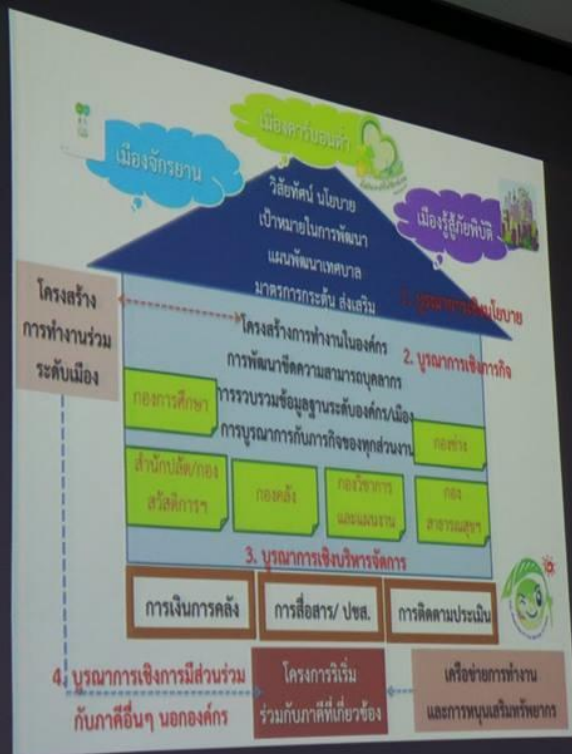 เมืองคาร์บอนต่ำ
เมืองจักรยาน
เมืองรู้สู้ภัยพิบัติ
วิสัยทัศน์ นโยบาย
เป้าหมายในการพัฒนา
แผนพัฒนาเทศบาล
มาตรการกระตุ้น ส่งเสริม
1. บูรณาการเชิงนโยบาย
โครงสร้าง
การทำงานร่วม
ระดับเมือง
โครงสร้างการทำงานในองค์กร
การพัฒนาขีดความสามารถบุคลากร
การรวบรวมข้อมูลฐานระดับองค์กร/เมือง
การบูรณาการกับภารกิจของทุกส่วนงาน
2. บูรณาการเชิงภารกิจ
กองการศึกษา
กองช่าง
สำนักปลัด/กอง
สวัสดิการฯ
กองคลัง
กองวิชาการ
และแผนงาน
กอง
สาธารณสุขฯ
3. บูรณาการเชิงบริหารจัดการ
การเงินการคลัง
การสื่อสาร/ ปชส.
การติดตามประเมิน
4. บูรณาการเชิงการมีส่วนร่วม
กับภาคีอื่นๆ นอกองค์กร
โครงการริเริ่ม
ร่วมกับภาคีที่เกี่ยวข้อง
เครือข่ายการทำงาน
และการหนุนเสริมทรัพยากร